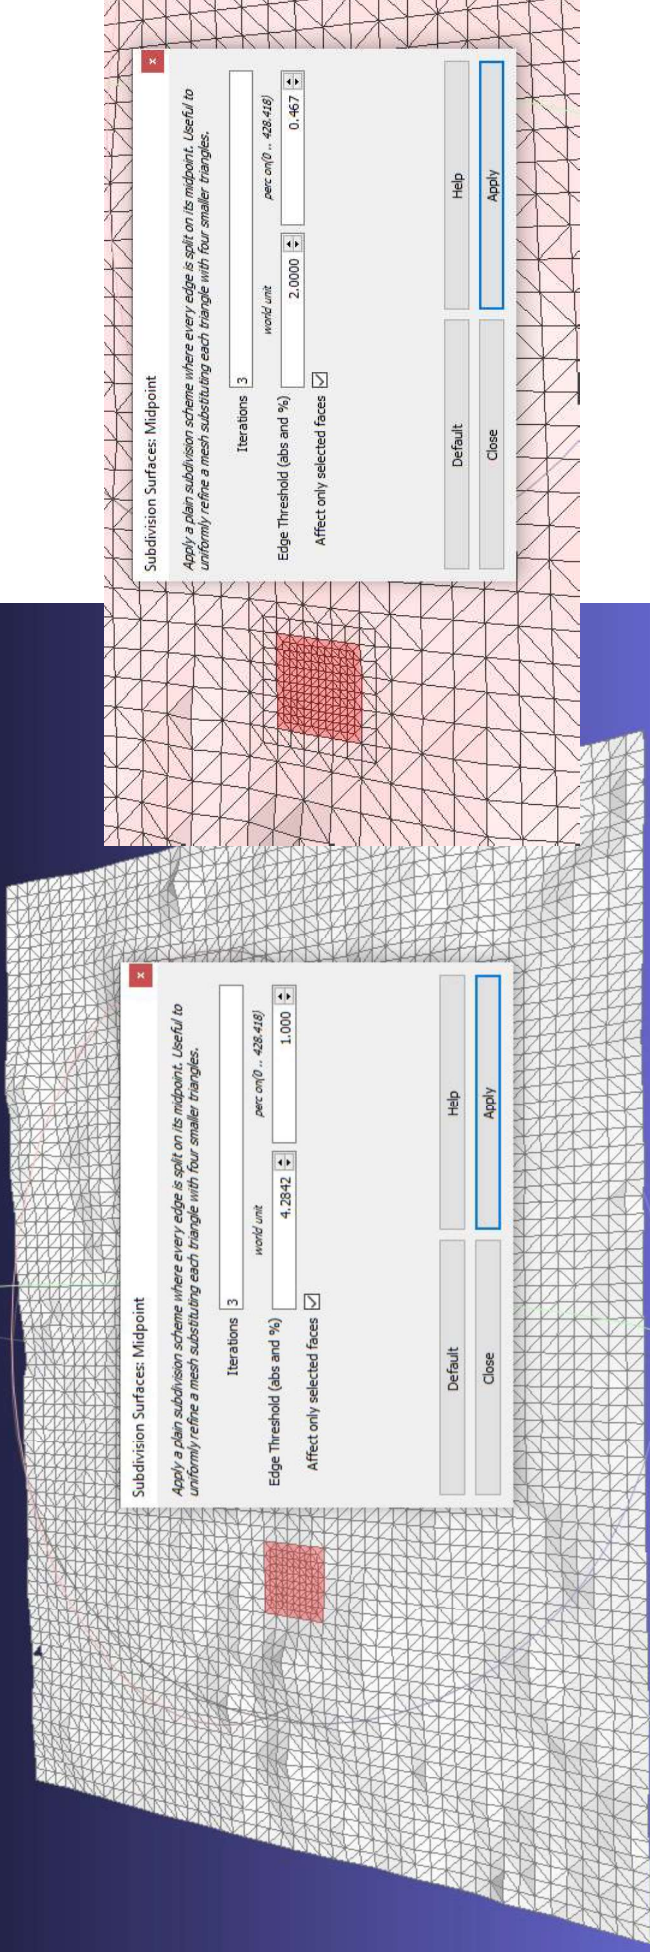 Subdivision Surfaces: Midpoint
x
Apply a plain subdivision scheme where every edge is split on its midpoint. Useful to
uniformly refine a mesh substituting each triangle with four smaller triangles.
Iterations 3
world unit perc on(0 .. 428.418)
Edge Threshold (abs and %) 4.2842 1.000
Affect only selected faces
Default Help
Close Apply
Subdivision Surfaces: Midpoint
x
Apply a plain subdivision scheme where every edge is split on its midpoint. Useful to
uniformly refine a mesh substituting each triangle with four smaller triangles.
Iterations 3
world unit perc on(0 .. 428.418)
Edge Threshold (abs and %) 2.0000 0.467
Affect only selected faces
Default Help
Close Apply